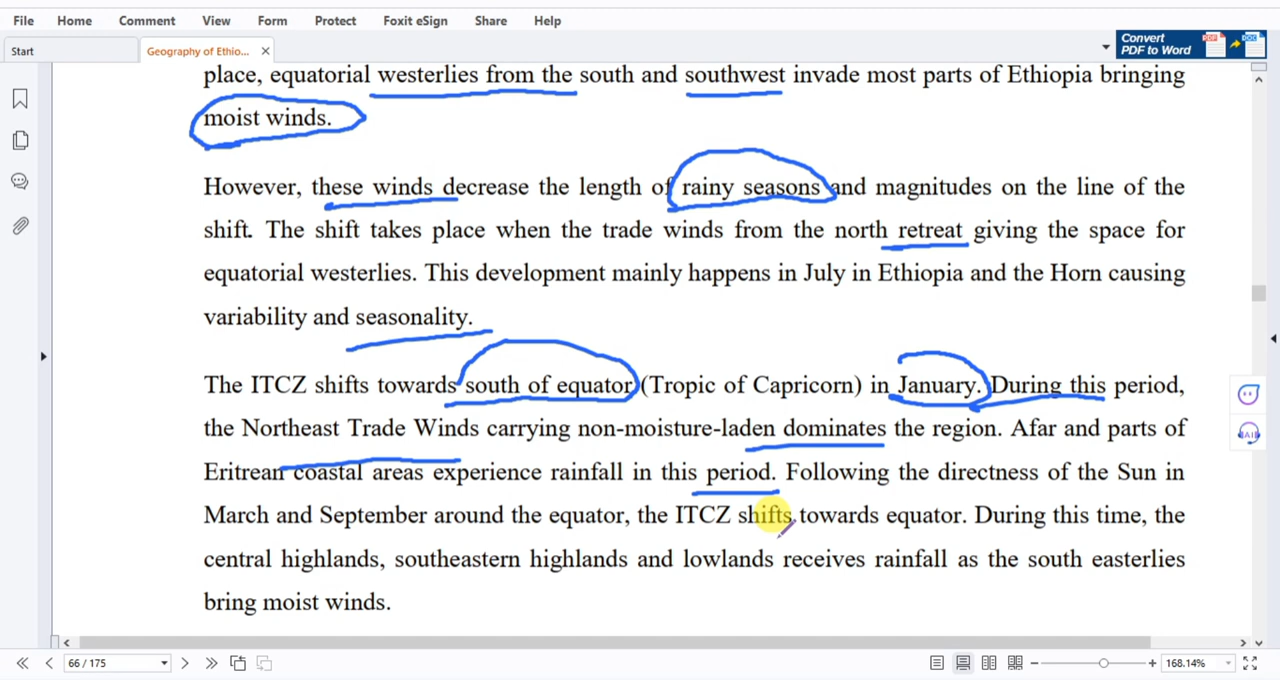 File Home Comment View Form Protect Foxit eSign Share Help
Start Geography of Ethio...
Convert
PDF to Word
place, equatorial westerlies from the south and southwest invade most parts of Ethiopia bringing
moist winds.
However, these winds decrease the length of rainy seasons and magnitudes on the line of the
shift. The shift takes place when the trade winds from the north retreat giving the space for
equatorial westerlies. This development mainly happens in July in Ethiopia and the Horn causing
variability and seasonality.
The ITCZ shifts towards south of equator (Tropic of Capricorn) in January. During this period,
the Northeast Trade Winds carrying non-moisture-laden dominates the region. Afar and parts of
Eritrean coastal areas experience rainfall in this period. Following the directness of the Sun in
March and September around the equator, the ITCZ shifts towards equator. During this time, the
central highlands, southeastern highlands and lowlands receives rainfall as the south easterlies
bring moist winds.
66 / 175 168.14%